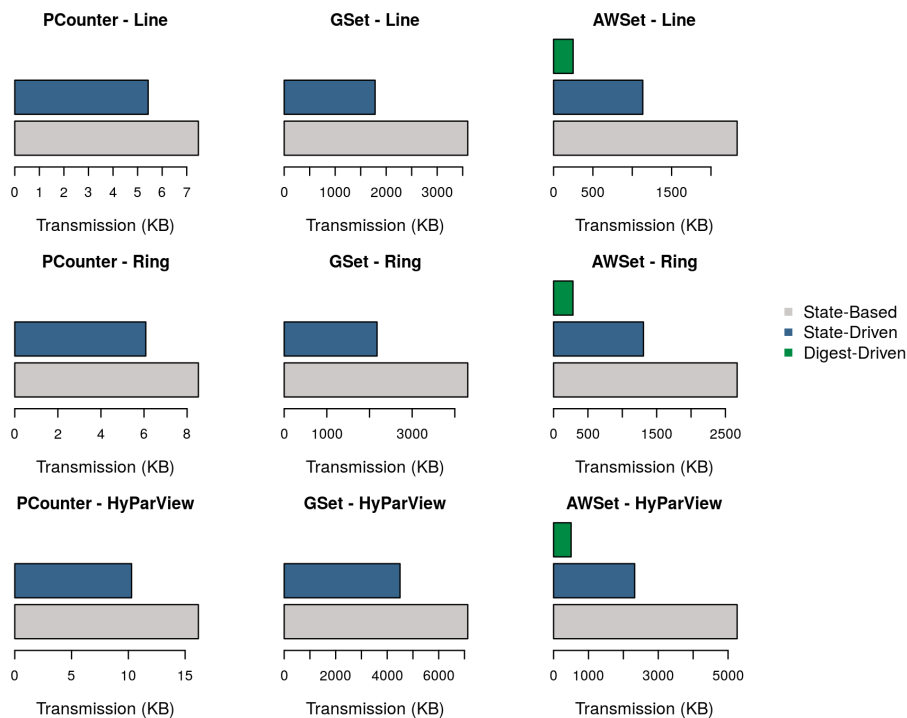 PCounter - Line
GSet - Line
AWSet - Line
0 1 2 3 4 5 6 7
0 1000 2000 3000
0 500 1500
Transmission (KB)
Transmission (KB)
Transmission (KB)
PCounter - Ring
GSet - Ring
AWSet - Ring
State-Based
State-Driven
Digest-Driven
0 2 4 6 8
0 1000 3000
0 500 1500 2500
Transmission (KB)
Transmission (KB)
Transmission (KB)
PCounter - HyParView
GSet - HyParView
AWSet - HyParView
0 5 10 15
0 2000 4000 6000
0 1000 3000 5000
Transmission (KB)
Transmission (KB)
Transmission (KB)